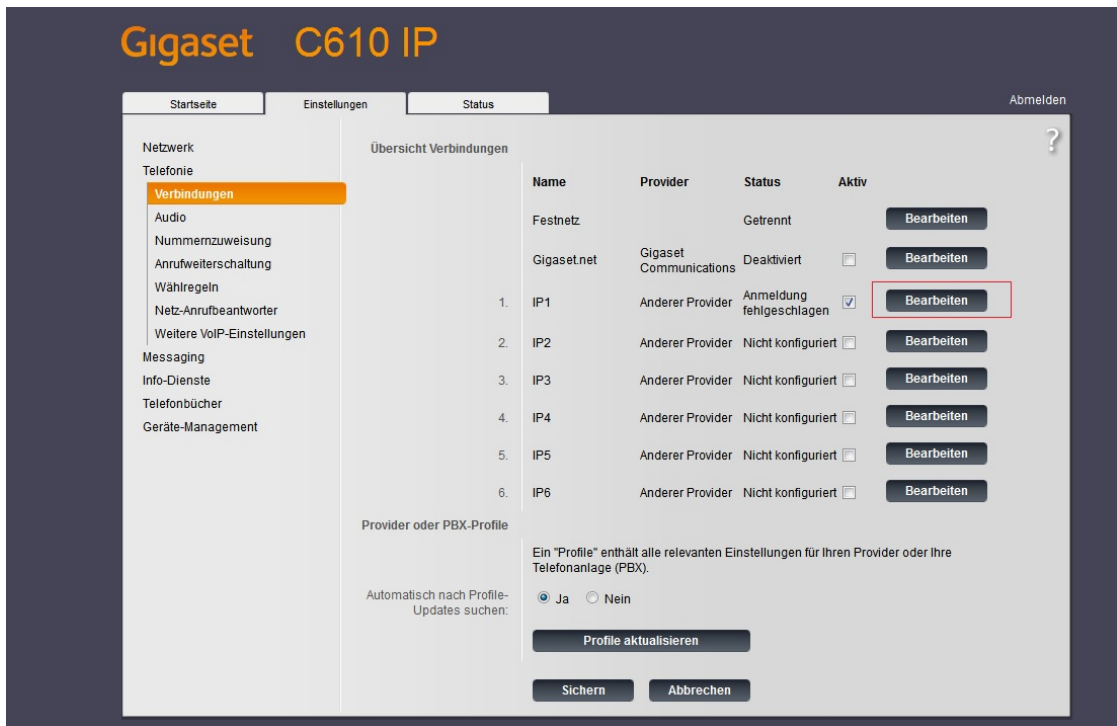 Gigaset C610 IP
Startseite Einstellungen Status Abmelden
?
Netzwerk
Telefonie
Verbindungen
Audio
Nummernzuweisung
Anrufweiterschaltung
Wählregeln
Netz-Anrufbeantworter
Weitere VoIP-Einstellungen
Messaging
Info-Dienste
Telefonbücher
Geräte-Management
Übersicht Verbindungen
Name Provider Status Aktiv
Festnetz Getrennt Bearbeiten
Gigaset.net Gigaset Communications Deaktiviert Bearbeiten
1. IP1 Anderer Provider Anmeldung fehlgeschlagen Bearbeiten
2. IP2 Anderer Provider Nicht konfiguriert Bearbeiten
3. IP3 Anderer Provider Nicht konfiguriert Bearbeiten
4. IP4 Anderer Provider Nicht konfiguriert Bearbeiten
5. IP5 Anderer Provider Nicht konfiguriert Bearbeiten
6. IP6 Anderer Provider Nicht konfiguriert Bearbeiten
Provider oder PBX-Profile
Ein "Profile" enthält alle relevanten Einstellungen für Ihren Provider oder Ihre
Telefonanlage (PBX).
Automatisch nach Profile-
Updates suchen:
Ja Nein
Profile aktualisieren
Sichern Abbrechen